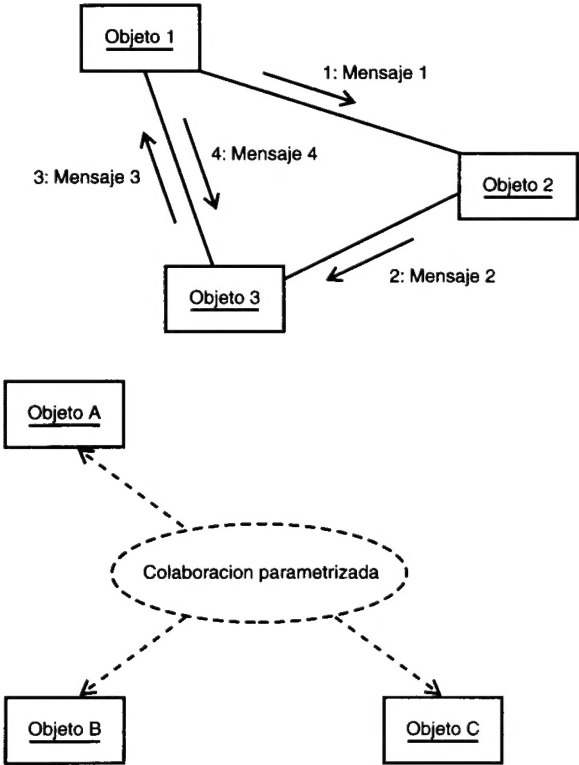 Objeto 1
1: Mensaje 1
4: Mensaje 4
3: Mensaje 3
Objeto 2
2: Mensaje 2
Objeto 3
Objeto A
Colaboracion parametrizada
Objeto B
Objeto C